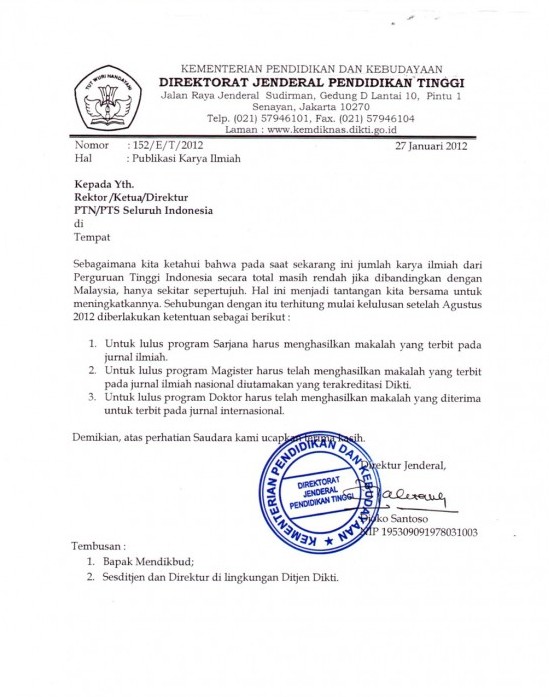 TUT WURI HANDAYANI
KEMENTERIAN PENDIDIKAN DAN KEBUDAYAAN
DIREKTORAT JENDERAL PENDIDIKAN TINGGI
Jalan Raya Jenderal Sudirman, Gedung D Lantai 10, Pintu 1
Senayan, Jakarta 10270
Telp. (021) 57946101, Fax. (021) 57946104
Laman : www.kemdiknas.dikti.go.id
Nomor : 152/E/T/2012 27 Januari 2012
Hal : Publikasi Karya Ilmiah
Kepada Yth.
Rektor/Ketua/Direktur
PTN/PTS Seluruh Indonesia
di
Tempat
Sebagaimana kita ketahui bahwa pada saat sekarang ini jumlah karya ilmiah dari
Perguruan Tinggi Indonesia secara total masih rendah jika dibandingkan dengan
Malaysia, hanya sekitar sepertujuh. Hal ini menjadi tantangan kita bersama untuk
meningkatkannya. Sehubungan dengan itu terhitung mulai kelulusan setelah Agustus
2012 diberlakukan ketentuan sebagai berikut :
1. Untuk lulus program Sarjana harus menghasilkan makalah yang terbit pada
jurnal ilmiah.
2. Untuk lulus program Magister harus telah menghasilkan makalah yang terbit
pada jurnal ilmiah nasional diutamakan yang terakreditasi Dikti.
3. Untuk lulus program Doktor harus telah menghasilkan makalah yang diterima
untuk terbit pada jurnal internasional.
Demikian, atas perhatian Saudara kami ucapkan terima kasih.
Direktur Jenderal,
KEMENTERIAN PENDIDIKAN DAN KEBUDAYAAN
DIREKTORAT
JENDERAL
PENDIDIKAN TINGGI
Djoko Santoso
NIP 195309091978031003
Tembusan :
1. Bapak Mendikbud;
2. Sesditjen dan Direktur di lingkungan Ditjen Dikti.